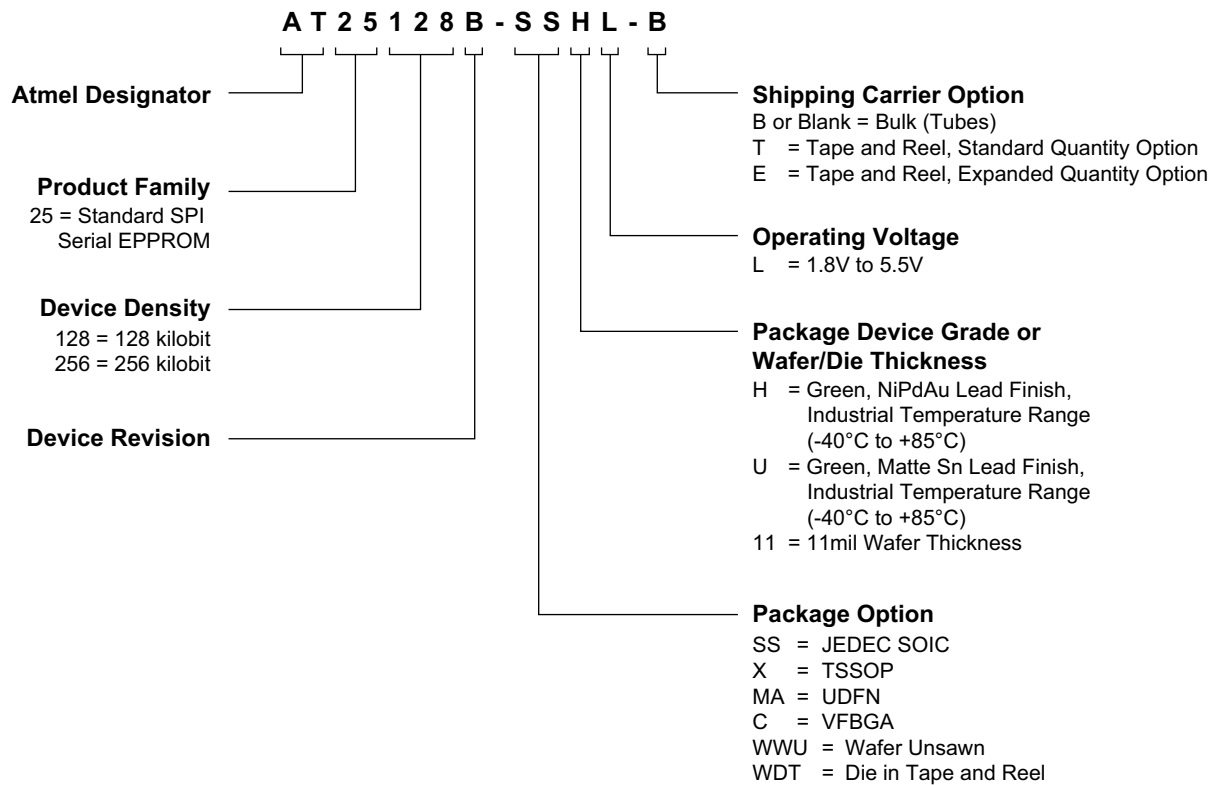 AT25128B-SSHL-B
Atmel Designator
Product Family
25 = Standard SPI
Serial EPPROM
Device Density
128 = 128 kilobit
256 = 256 kilobit
Device Revision
Shipping Carrier Option
B or Blank = Bulk (Tubes)
T = Tape and Reel, Standard Quantity Option
E = Tape and Reel, Expanded Quantity Option
Operating Voltage
L = 1.8V to 5.5V
Package Device Grade or
Wafer/Die Thickness
H = Green, NiPdAu Lead Finish,
Industrial Temperature Range
(-40°C to +85°C)
U = Green, Matte Sn Lead Finish,
Industrial Temperature Range
(-40°C to +85°C)
11 = 11mil Wafer Thickness
Package Option
SS = JEDEC SOIC
X = TSSOP
MA = UDFN
C = VFBGA
WWU = Wafer Unsawn
WDT = Die in Tape and Reel